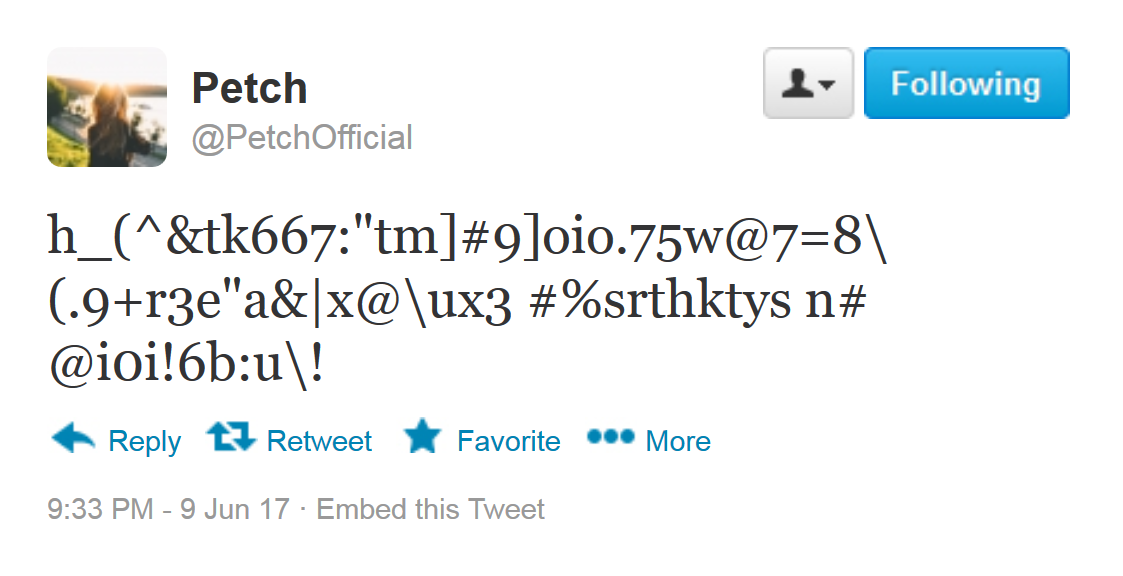 Petch
Following
@PetchOfficial
h_(^&tk667:"tm]#9]oio.75w@7=8\
(.9+r3e"a&|x@\ux3 #%srthktys n#
@ioi!6b:u\!
Reply Retweet Favorite More
9:33 PM - 9 Jun 17 · Embed this Tweet